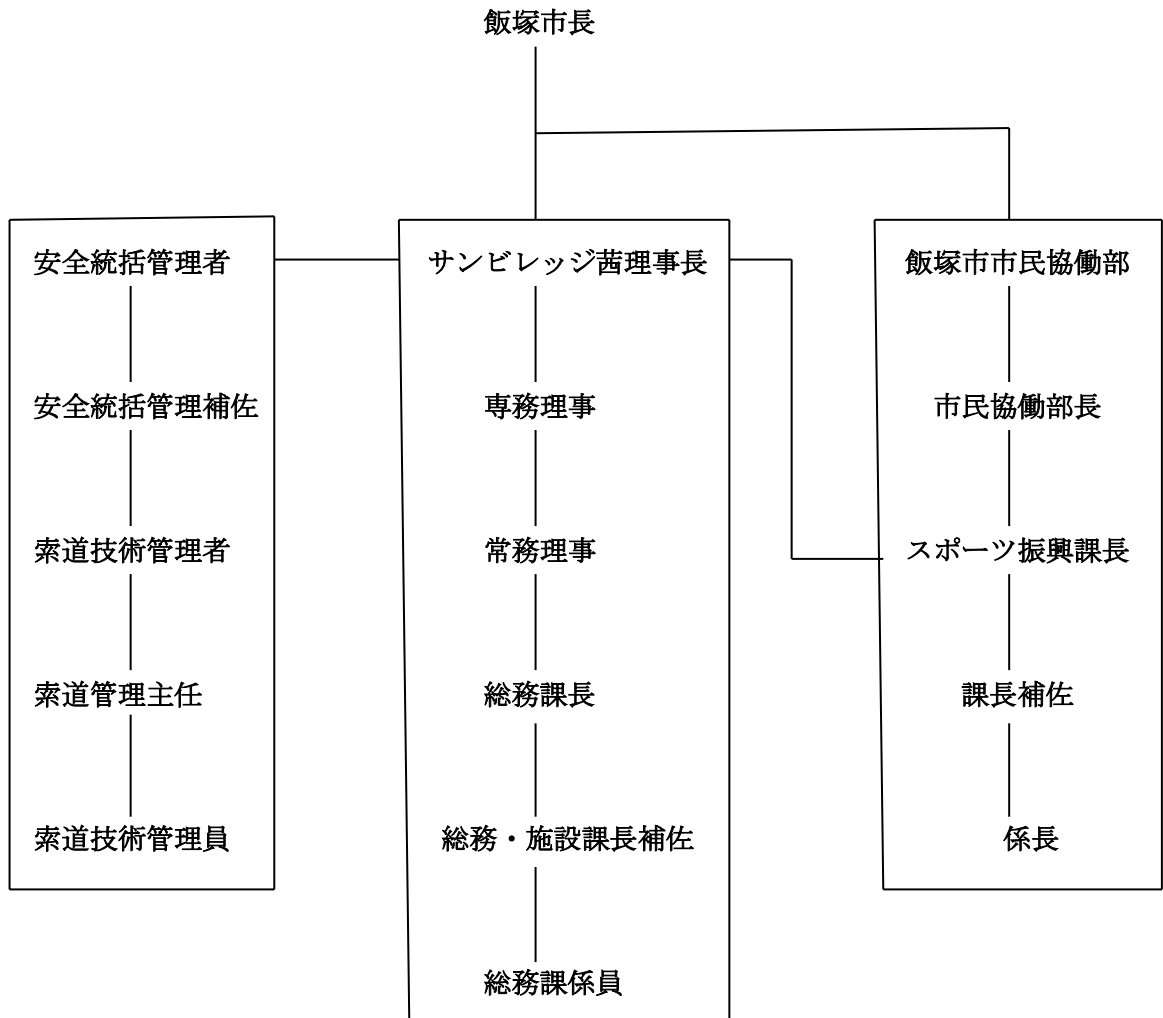 飯塚市長
安全統括管理者
安全統括管理補佐
索道技術管理者
索道管理主任
索道技術管理員
サンビレッジ茜理事長
専務理事
常務理事
総務課長
総務・施設課長補佐
総務課係員
飯塚市市民協働部
市民協働部長
スポーツ振興課長
課長補佐
係長